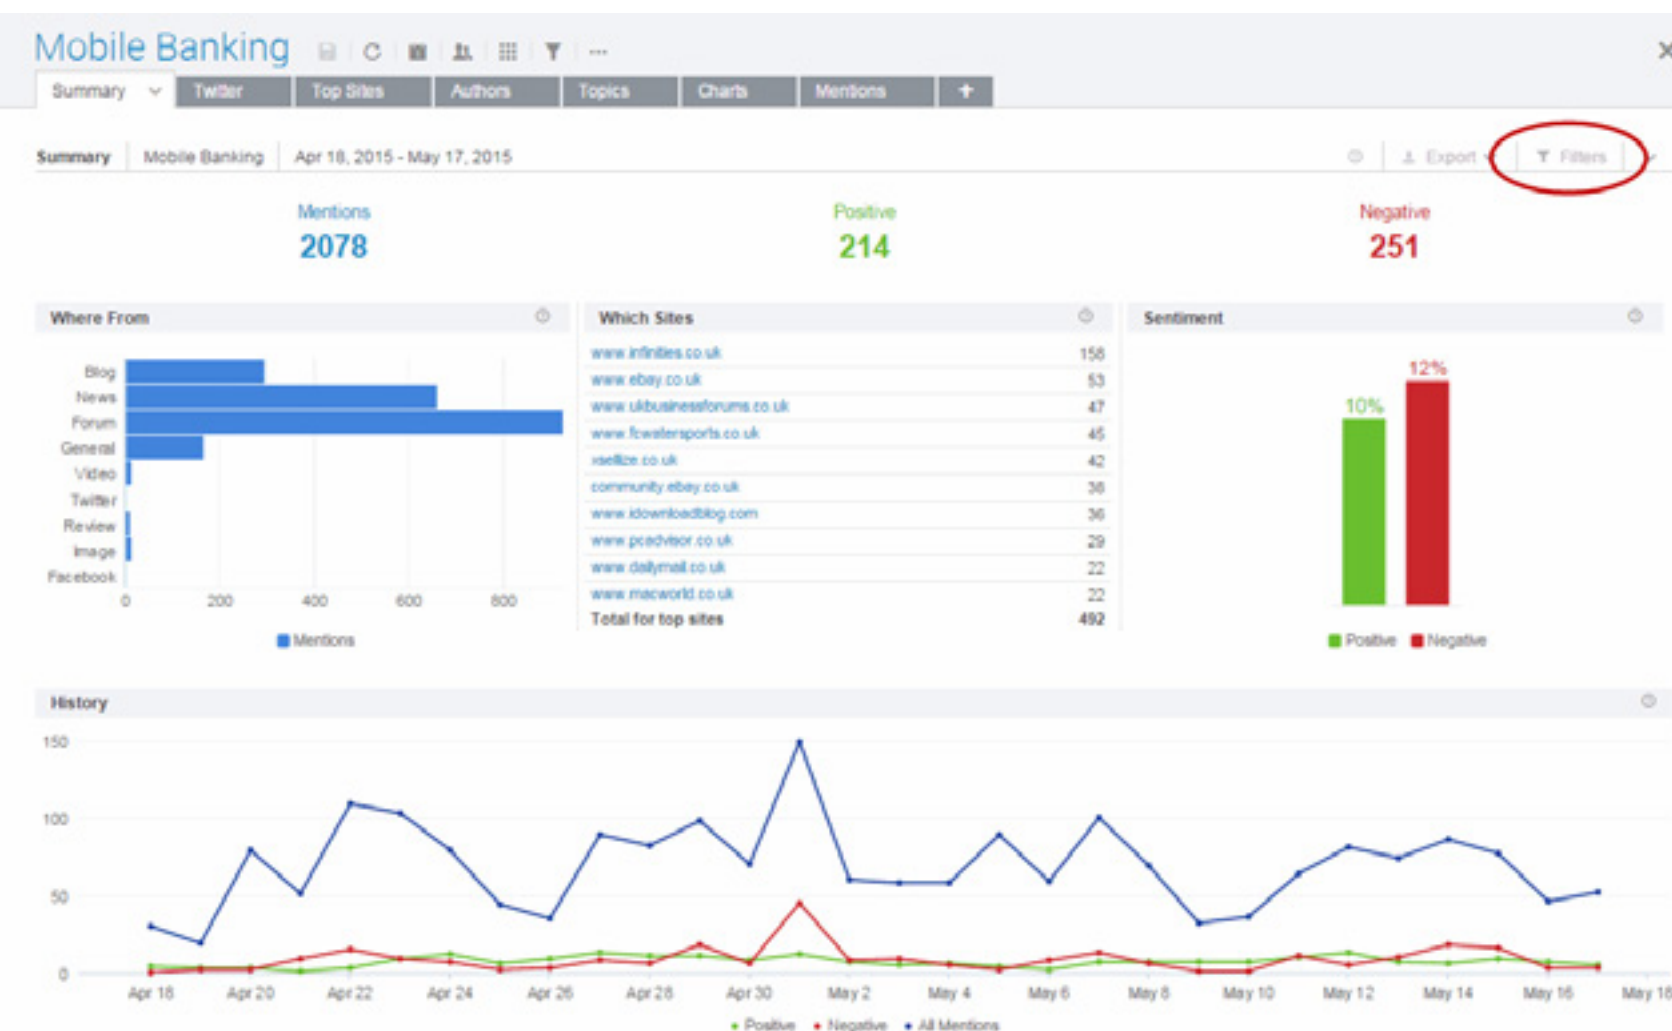 Mobile Banking
Summary Twitter Top Sites Authors Topics Charts Mentions +
Summary Mobile Banking Apr 18, 2015 - May 17, 2015 Export Filters
Mentions Positive Negative
2078 214 251
Where From
Blog
News
Forum
General
Video
Twitter
Review
Image
Facebook
0 200 400 600 800
Mentions
Which Sites
www.infinities.co.uk 158
www.ebay.co.uk 53
www.ukbusinessforums.co.uk 47
www.fcwatersports.co.uk 45
xsellize.co.uk 42
community.ebay.co.uk 38
www.idownloadblog.com 36
www.pcadvisor.co.uk 29
www.dailymail.co.uk 22
www.macworld.co.uk 22
Total for top sites 492
Sentiment
12%
10%
Positive Negative
History
150
100
50
0
Apr 18 Apr 20 Apr 22 Apr 24 Apr 26 Apr 28 Apr 30 May 2 May 4 May 6 May 8 May 10 May 12 May 14 May 16 May 18
Positive Negative All Mentions